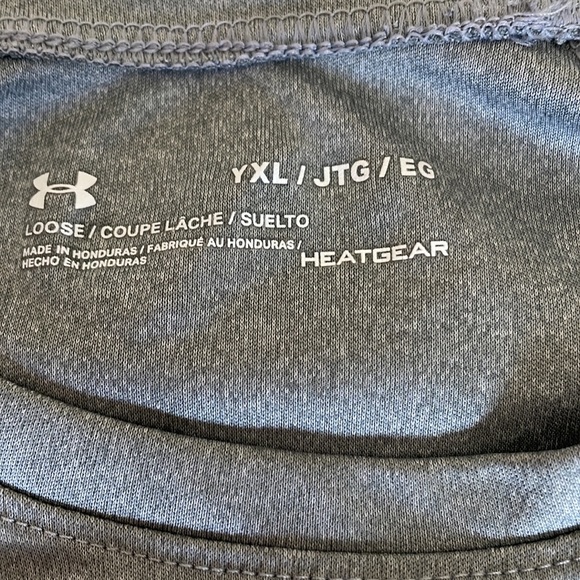 YXL / JTG / EG
LOOSE / COUPE LÂCHE / SUELTO
MADE IN HONDURAS / FABRIQUÉ AU HONDURAS /
HECHO EN HONDURAS
HEATGEAR